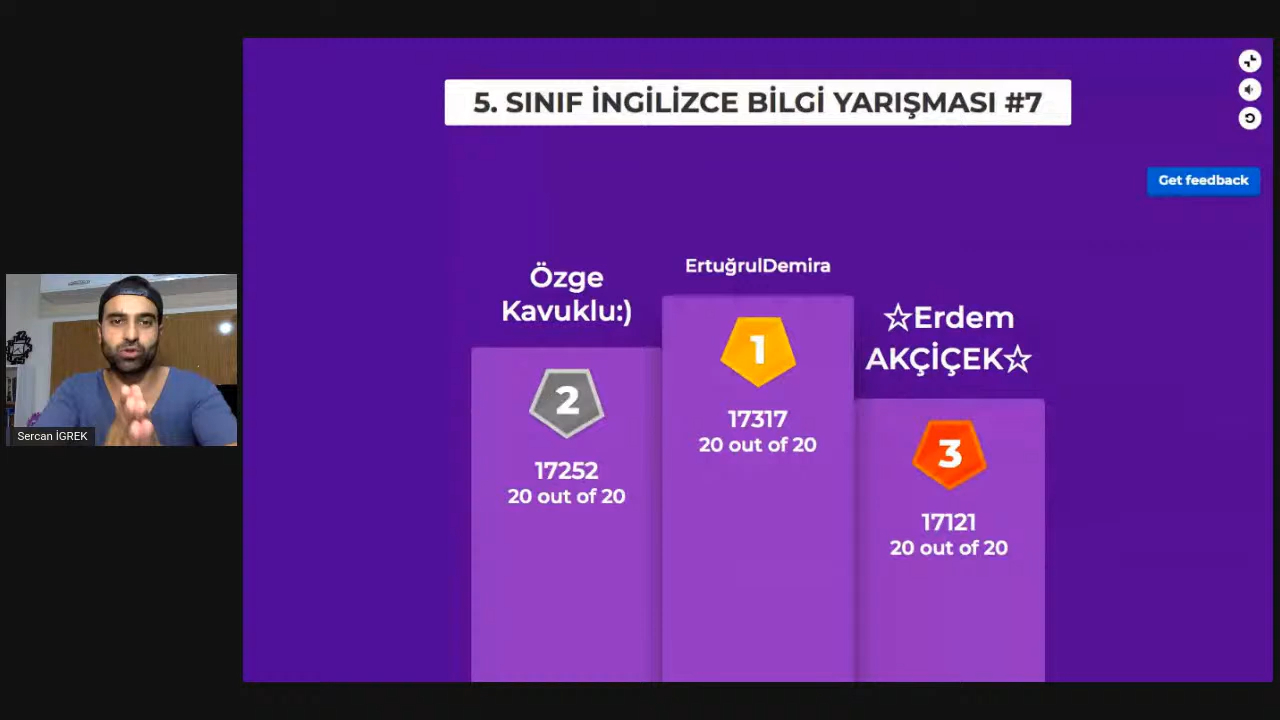 5. SINIF İNGİLİZCE BİLGİ YARIŞMASI #7
Get feedback
Özge
Kavuklu:)
2
17252
20 out of 20
ErtuğrulDemira
1
17317
20 out of 20
☆Erdem
AKÇİÇEK☆
3
17121
20 out of 20
Sercan İGREK